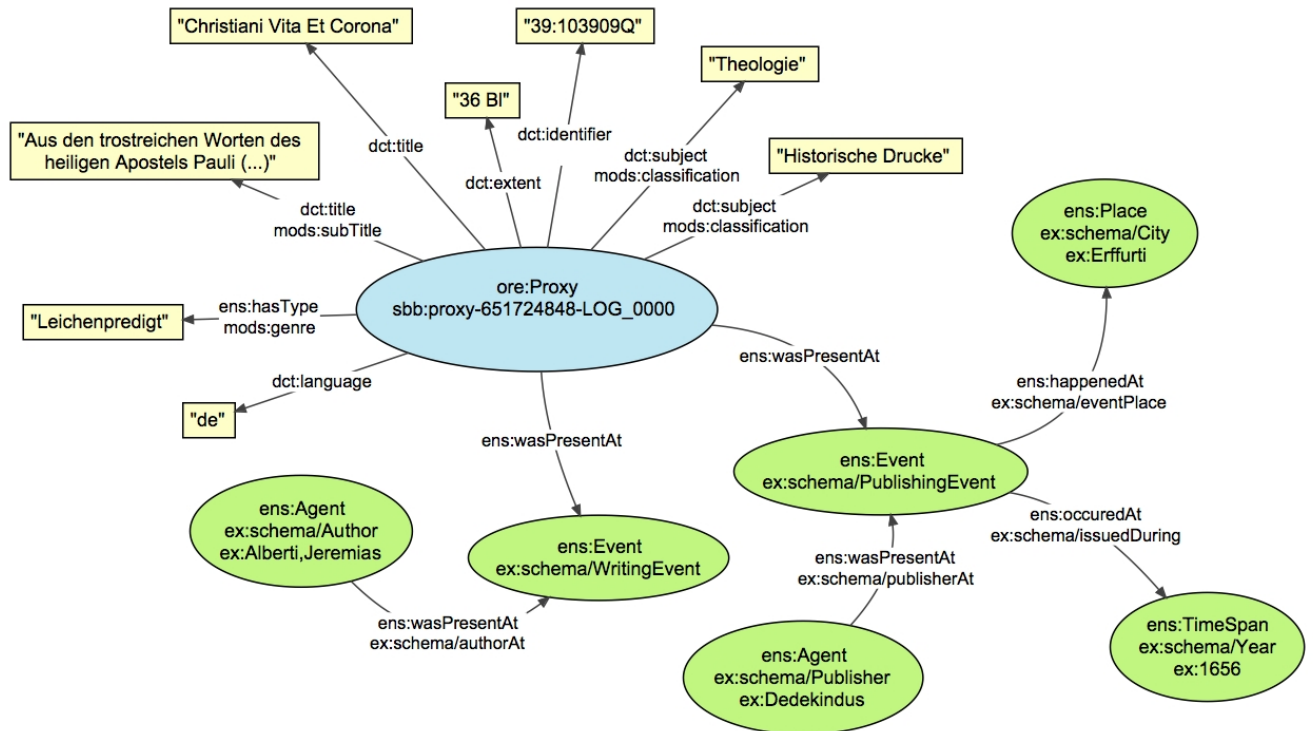 "Christiani Vita Et Corona"
"39:103909Q"
"Theologie"
"36 Bl"
"Aus den trostreichen Worten des
heiligen Apostels Pauli (...)"
dct:title
dct:identifier
dct:extent
dct:subject
mods:classification
"Historische Drucke"
dct:title
mods:subTitle
dct:subject
mods:classification
ens:Place
ex:schema/City
ex:Erffurti
ore:Proxy
sbb:proxy-651724848-LOG_0000
"Leichenpredigt"
ens:hasType
mods:genre
ens:wasPresentAt
dct:language
"de"
ens:happenedAt
ex:schema/eventPlace
ens:wasPresentAt
ens:Event
ex:schema/PublishingEvent
ens:Agent
ex:schema/Author
ex:Alberti,Jeremias
ens:Event
ex:schema/WritingEvent
ens:occuredAt
ex:schema/issuedDuring
ens:wasPresentAt
ex:schema/publisherAt
ens:wasPresentAt
ex:schema/authorAt
ens:Agent
ex:schema/Publisher
ex:Dedekindus
ens:TimeSpan
ex:schema/Year
ex:1656